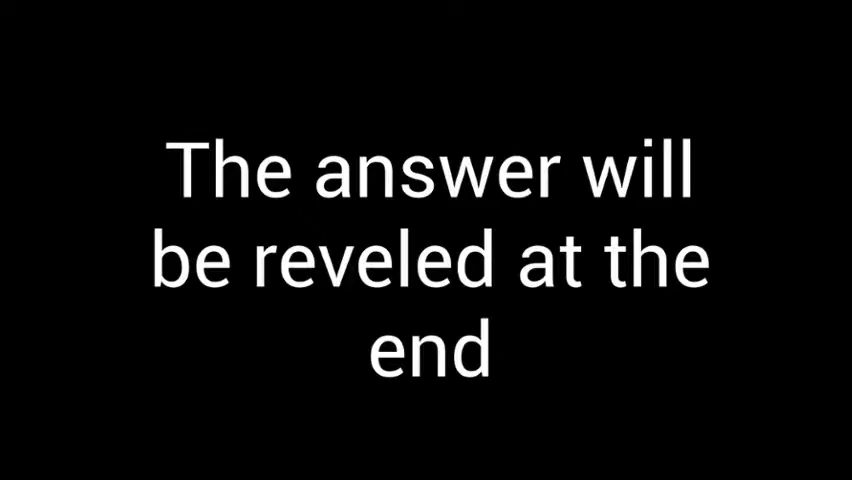 The answer will
be reveled at the
end